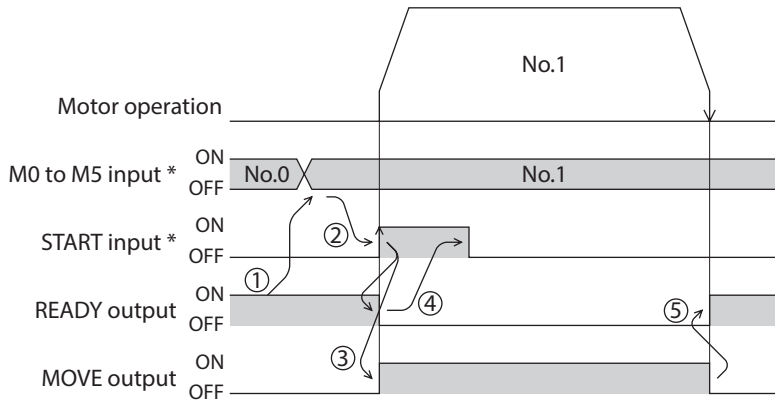 No.1
Motor operation
M0 to M5 input *
ON
OFF
No.0
No.1
START input *
ON
OFF
②
①
READY output
ON
OFF
④
⑤
③
MOVE output
ON
OFF